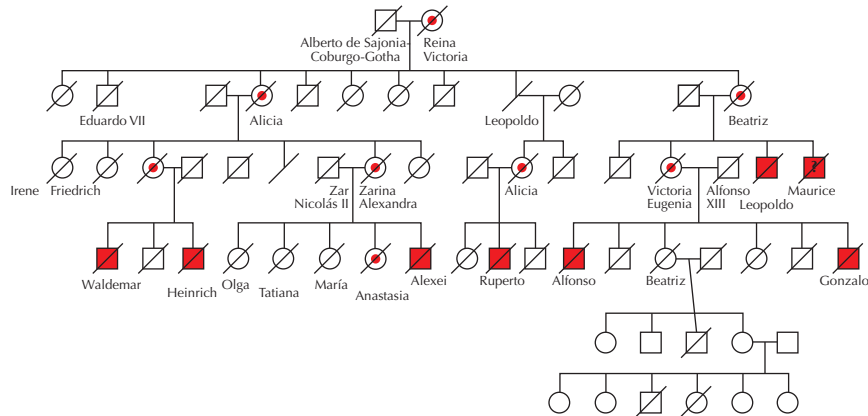 Alberto de Sajonia-
Coburgo-Gotha
Reina
Victoria
Eduardo VII
Alicia
Leopoldo
Beatriz
Irene
Friedrich
Zar
Nicolás II
Zarina
Alexandra
Alicia
Victoria
Eugenia
Alfonso
XIII
Leopoldo
Maurice
?
Waldemar
Heinrich
Olga
Tatiana
María
Anastasia
Alexei
Ruperto
Alfonso
Beatriz
Gonzalo